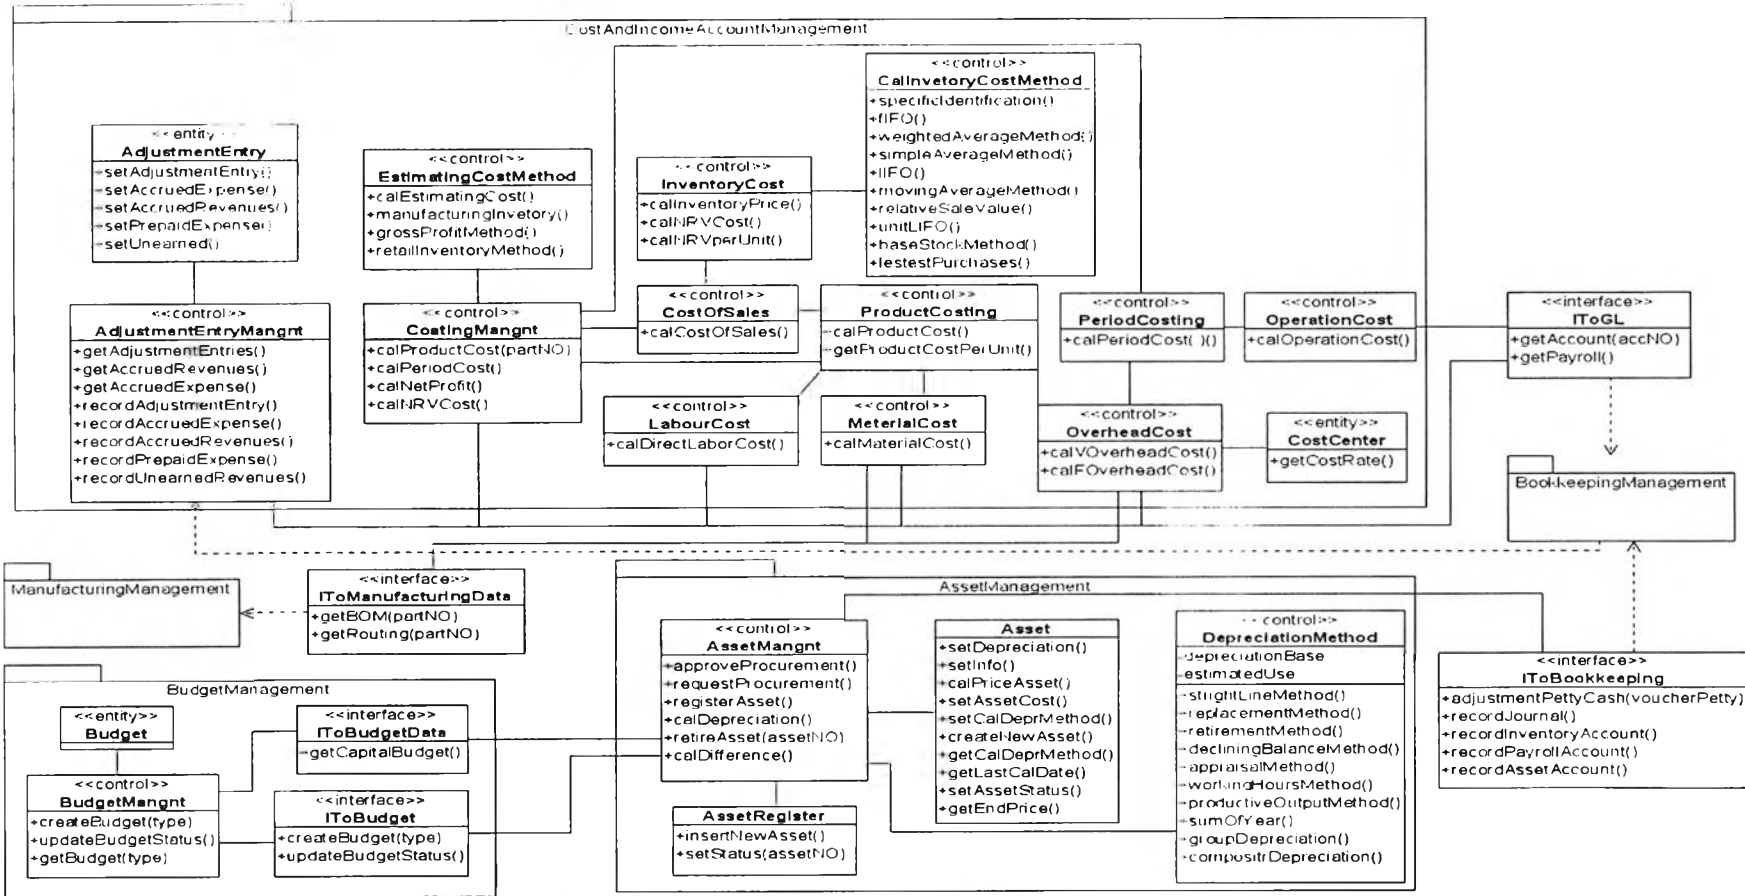 CostAndIncomeAccountManagement
<<entity
AdjustmentEntry
+setAdjustmentEntry()
+setAccruedExpense()
+setAccruedRevenues()
+setPrepaidExpense()
+setUnearned()
<<control>>
EstimatingCostMethod
+calEstimatingCost()
+manufacturingInvetory()
+grossProfitMethod()
+retailInventoryMethod()
control>>
InventoryCost
+calInventoryPrice()
+calNRVCost()
+calNRVperUnit()
<<control>>
CalInvetoryCostMethod
+specificIdentification()
+fIFO()
+weightedAverageMethod()
+simpleAverageMethod()
+lIFO()
+movingAverageMethod()
+relativeSaleValue()
+unitLIFO()
+baseStockMethod()
+lestestPurchases()
<<control>>
AdjustmentEntryMangnt
+getAdjustmentEntries()
+getAccruedRevenues()
+getAccruedExpense()
+recordAdjustmentEntry()
+recordAccruedExpense()
+recordAccruedRevenues()
+recordPrepaidExpense()
+recordUnearnedRevenues()
<<control>>
CostingMangnt
+calProductCost(partNO)
+calPeriodCost()
+calNetProfit()
+calNRVCost()
<<control>>
CostOfSales
+calCostOfSales()
<<control>>
ProductCosting
-calProductCost()
-getProductCostPerUnit()
<<control>>
PeriodCosting
+calPeriodCost( )()
<<control>>
OperationCost
+calOperationCost()
<<interface>>
IToGL
+getAccount(accNO)
+getPayroll()
<<control>>
LabourCost
+calDirectLaborCost()
<<control>>
MeterialCost
+calMaterialCost()
<<control>>
OverheadCost
+calVOverheadCost()
+calFOverheadCost()
<<entity>>
CostCenter
+getCostRate()
BookkeepingManagement
ManufacturingManagement
<<interface>>
IToManufacturingData
+getBOM(partNO)
+getRouting(partNO)
AssetManagement
<<control>>
AssetMangnt
+approveProcurement()
+requestProcurement()
+registerAsset()
+calDepreciation()
+retireAsset(assetNO)
+calDifference()
Asset
+setDepreciation()
+setInfo()
+calPriceAsset()
+setAssetCost()
+setCalDeprMethod()
+createNewAsset()
+getCalDeprMethod()
+getLastCalDate()
+setAssetStatus()
+getEndPrice()
control>>
DepreciationMethod
-depreciationBase
-estimatedUse
-strightLineMethod()
-replacementMethod()
-retirementMethod()
-decliningBalanceMethod()
-appraisalMethod()
-workingHoursMethod()
-productiveOutputMethod()
-sumOfYear()
-groupDepreciation()
-compositrDepreciation()
<<interface>>
IToBookkeeping
+adjustmentPettyCash(voucherPetty)
+recordJournal()
+recordInventoryAccount()
+recordPayrollAccount()
+recordAssetAccount()
BudgetManagement
<<entity>>
Budget
<<interface>>
IToBudgetData
-getCapitalBudget()
<<control>>
BudgetMangnt
+createBudget(type)
+updateBudgetStatus()
+getBudget(type)
<<interface>>
IToBudget
+createBudget(type)
+updateBudgetStatus()
AssetRegister
+insertNewAsset()
+setStatus(assetNO)